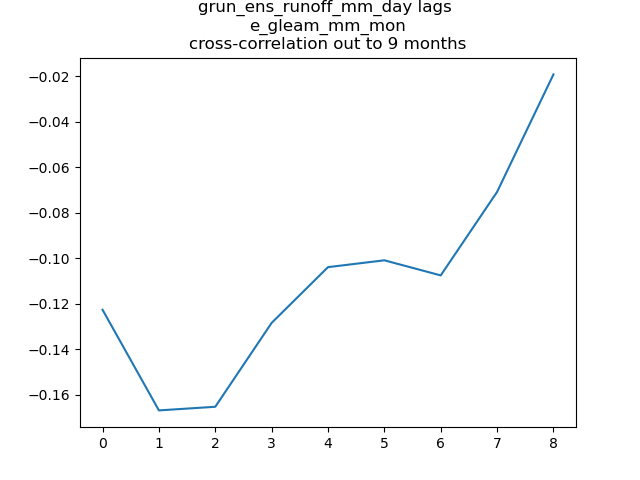 grun_ens_runoff_mm_day lags
e_gleam_mm_mon
cross-correlation out to 9 months
−0.02
−0.04
−0.06
−0.08
−0.10
−0.12
−0.14
−0.16
0 1 2 3 4 5 6 7 8